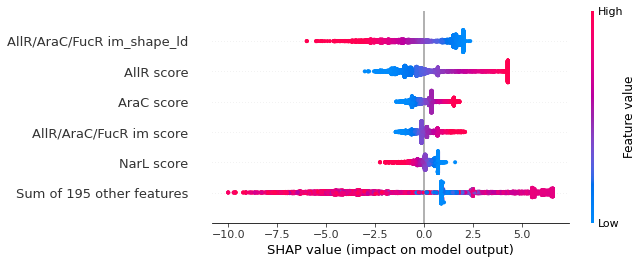 High
AllR/AraC/FucR im_shape_ld
AllR score
AraC score
AllR/AraC/FucR im score
NarL score
Sum of 195 other features
Feature value
Low
−10.0 −7.5 −5.0 −2.5 0.0 2.5 5.0
SHAP value (impact on model output)